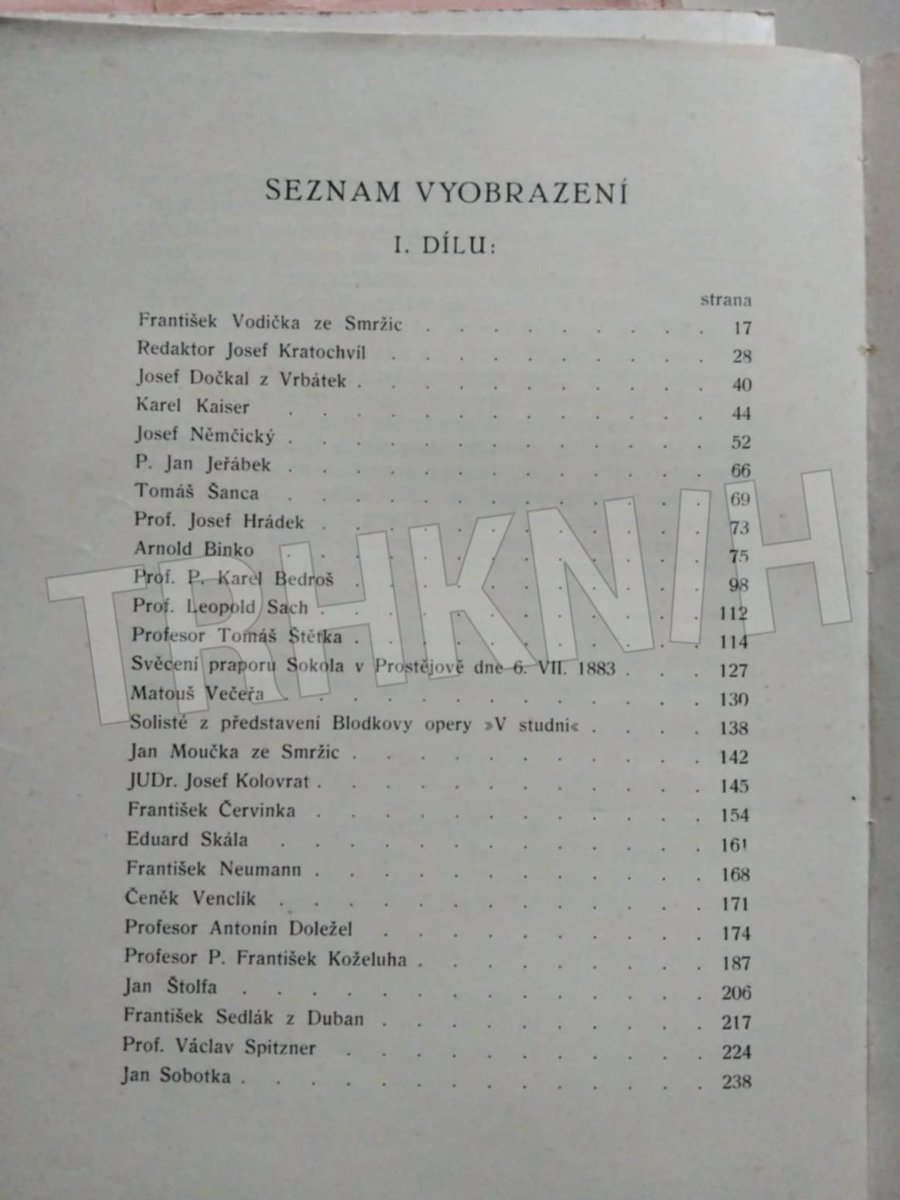 SEZNAM VYOBRAZENÍ
I. DÍLU:
strana
František Vodička ze Smržic . . . . . . . . . 17
Redaktor Josef Kratochvil . . . . . . . . . . 28
Josef Dočkal z Vrbátek . . . . . . . . . . . 40
Karel Kaiser . . . . . . . . . . . . . 44
Josef Němčický . . . . . . . . . . . . . 52
P. Jan Jeřábek . . . . . . . . . . . . . 66
Tomáš Šanca . . . . . . . . . . . . . 69
Prof. Josef Hrádek . . . . . . . . . . . . 73
Arnold Binko . . . . . . . . . . . . . 75
Prof. P. Karel Bedroš . . . . . . . . . . . 98
Prof. Leopold Sach . . . . . . . . . . . . 112
Profesor Tomáš Štětka . . . . . . . . . . . 114
Svěcení praporu Sokola v Prostějově dne 6. VII. 1883 . . . 127
Matouš Večeřa . . . . . . . . . . . . . 130
Solisté z představení Blodkovy opery »V studni« . . . . 138
Jan Moučka ze Smržic . . . . . . . . . . . 142
JUDr. Josef Kolovrat . . . . . . . . . . . . 145
František Červinka . . . . . . . . . . . . 154
Eduard Skála . . . . . . . . . . . . . 161
František Neumann . . . . . . . . . . . . 168
Čeněk Venclík . . . . . . . . . . . . . 171
Profesor Antonín Doležel . . . . . . . . . . 174
Profesor P. František Koželuha . . . . . . . . . 187
Jan Štolfa . . . . . . . . . . . . . . 206
František Sedlák z Duban . . . . . . . . . . 217
Prof. Václav Spitzner . . . . . . . . . . . 224
Jan Sobotka . . . . . . . . . . . . . . 238
TRHKNIH